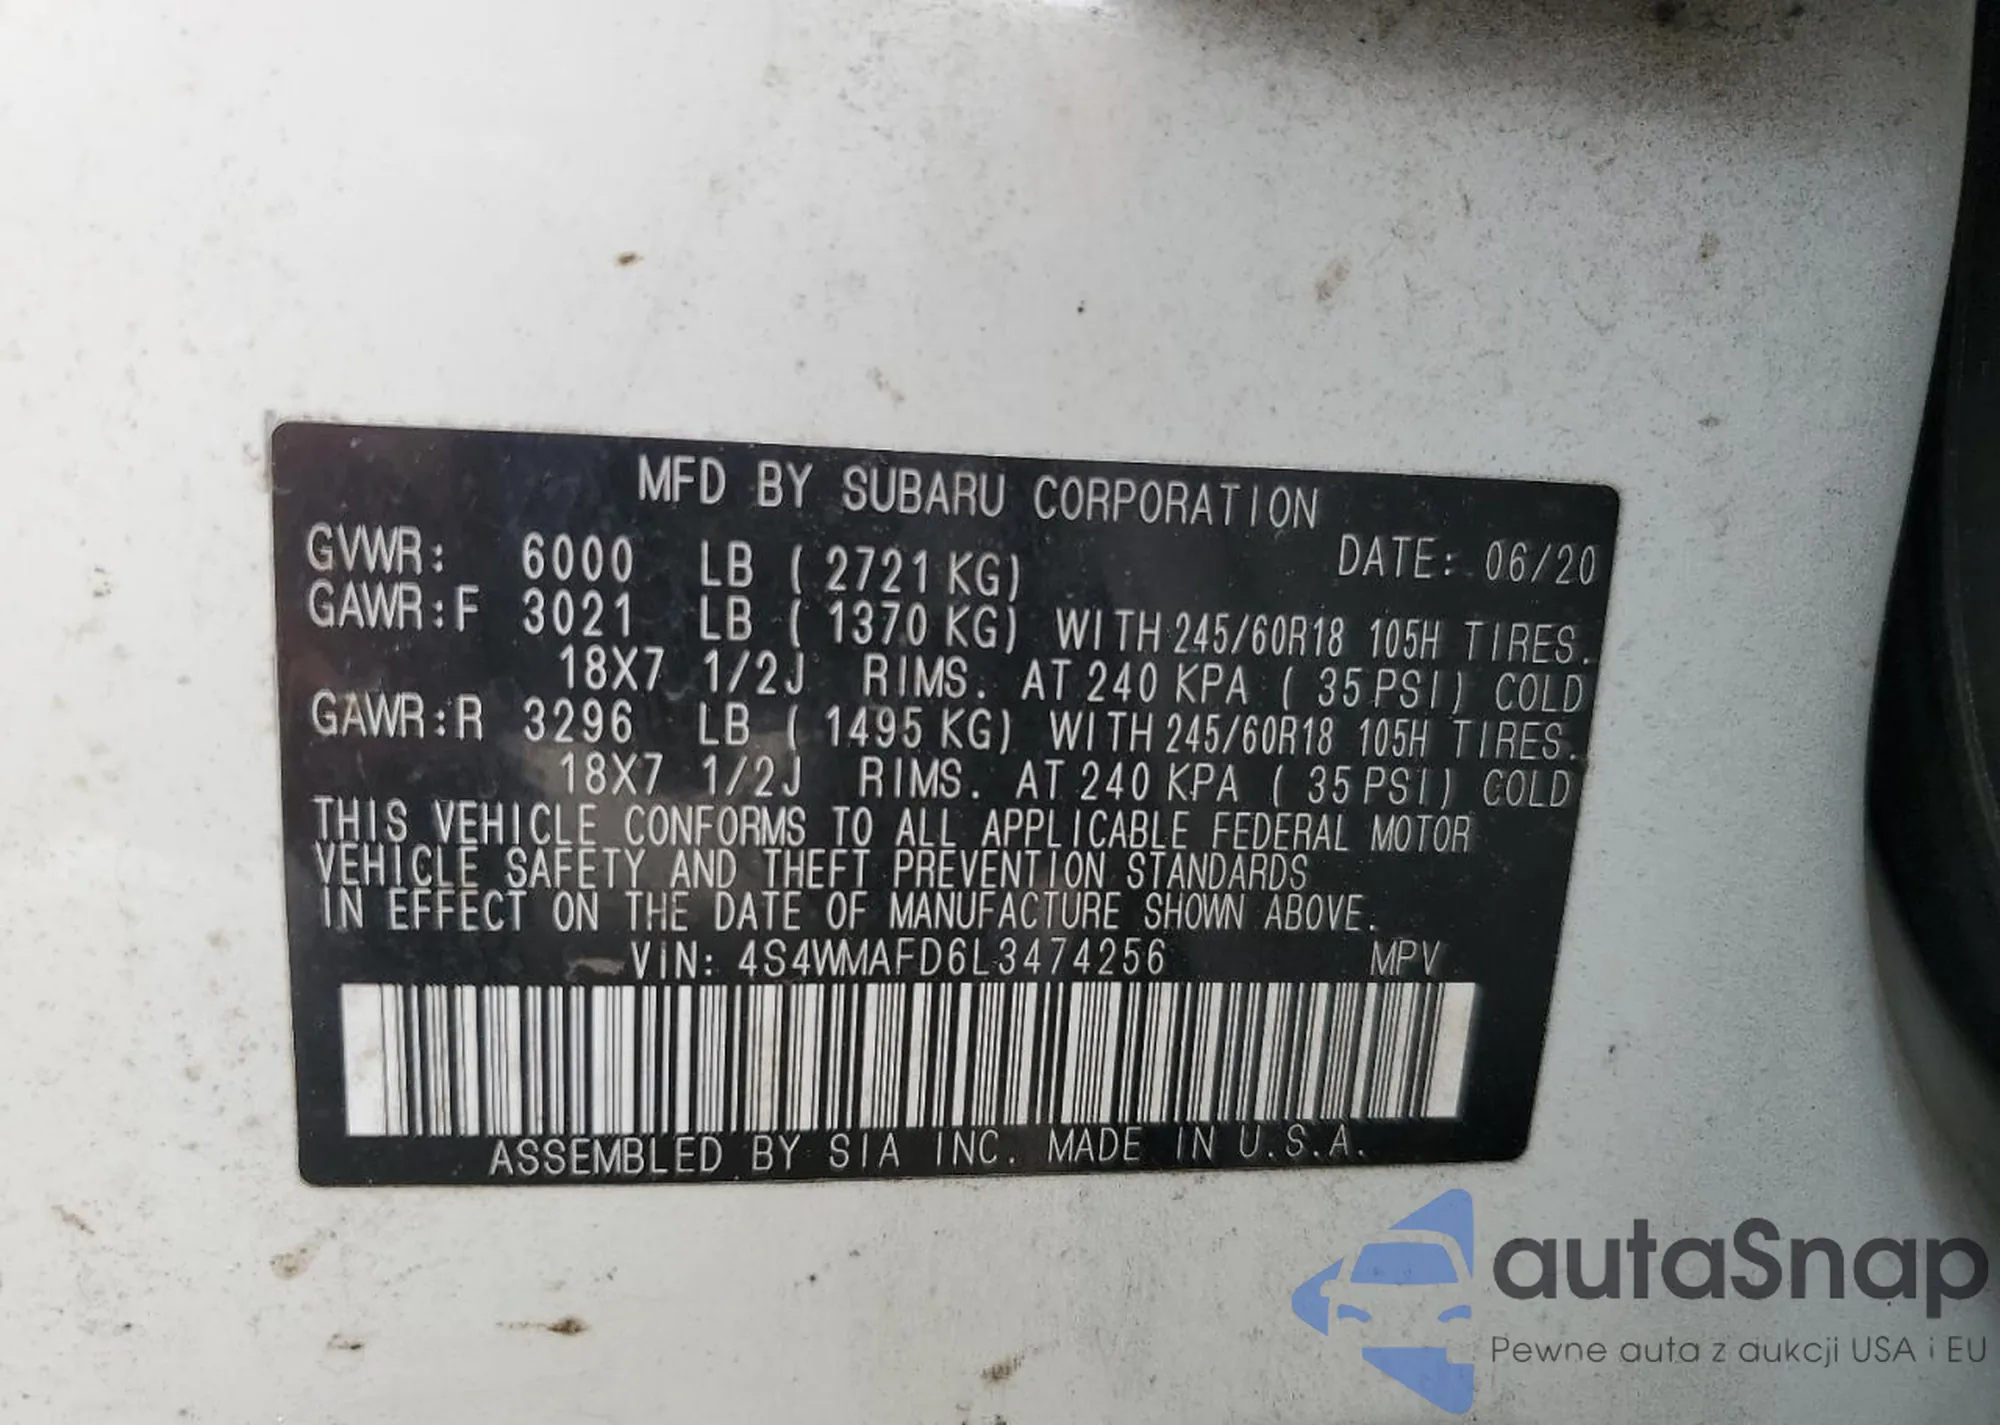 MFD BY SUBARU CORPORATION
GVWR: 6000 LB (2721 KG) DATE: 06/20
GAWR:F 3021 LB (1370 KG) WITH 245/60R18 105H TIRES.
18X7 1/2J RIMS. AT 240 KPA (35 PSI) COLD
GAWR:R 3296 LB (1495 KG) WITH 245/60R18 105H TIRES.
18X7 1/2J RIMS. AT 240 KPA (35 PSI) COLD
THIS VEHICLE CONFORMS TO ALL APPLICABLE FEDERAL MOTOR
VEHICLE SAFETY AND THEFT PREVENTION STANDARDS
IN EFFECT ON THE DATE OF MANUFACTURE SHOWN ABOVE.
VIN: 4S4WMAFD6L3474256 MPV
ASSEMBLED BY SIA INC. MADE IN U.S.A.
autaSnap
Pewne auta z aukcji USA i EU